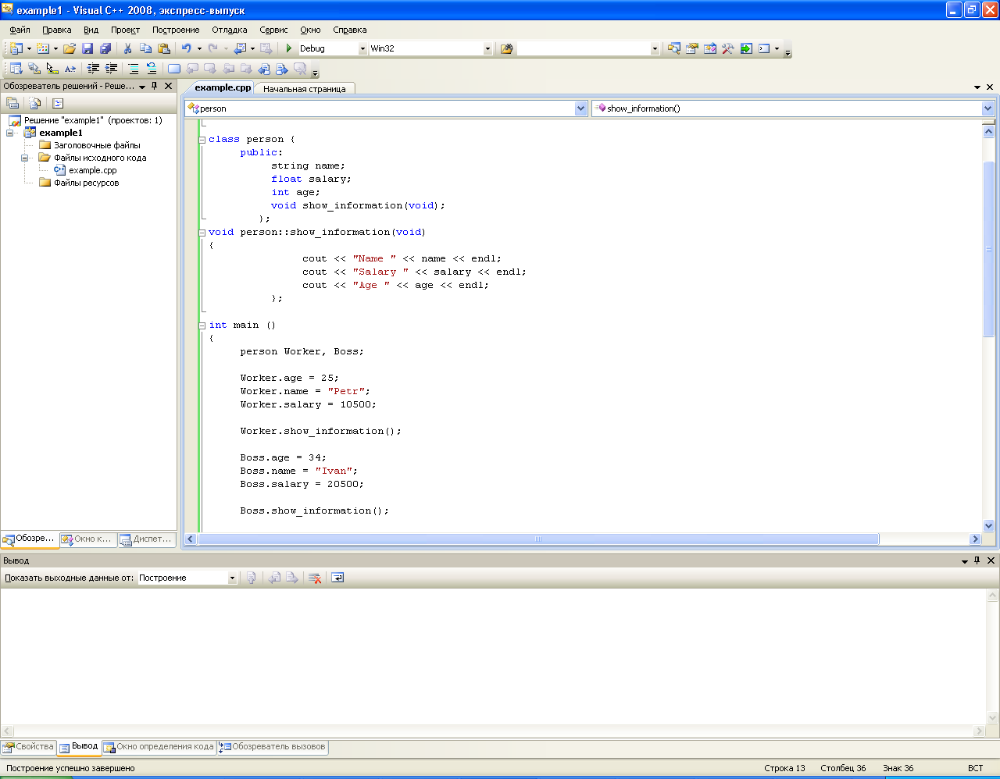 example1 - Visual C++ 2008, экспресс-выпуск
Файл Правка Вид Проект Построение Отладка Сервис Окно Справка
Debug Win32
Обозреватель решений - Реше...
example.cpp Начальная страница
person show_information()
Решение "example1" (проектов: 1)
example1
Заголовочные файлы
Файлы исходного кода
example.cpp
Файлы ресурсов
class person {
public:
string name;
float salary;
int age;
void show_information(void);
};
void person::show_information(void)
{
cout << "Name " << name << endl;
cout << "Salary " << salary << endl;
cout << "Age " << age << endl;
};
int main ()
{
person Worker, Boss;
Worker.age = 25;
Worker.name = "Petr";
Worker.salary = 10500;
Worker.show_information();
Boss.age = 34;
Boss.name = "Ivan";
Boss.salary = 20500;
Boss.show_information();
Обозре... Окно к... Диспет...
Вывод
Показать выходные данные от: Построение
Свойства Вывод Окно определения кода Обозреватель вызовов
Построение успешно завершено Строка 13 Столбец 36 Знак 36 ВСТ